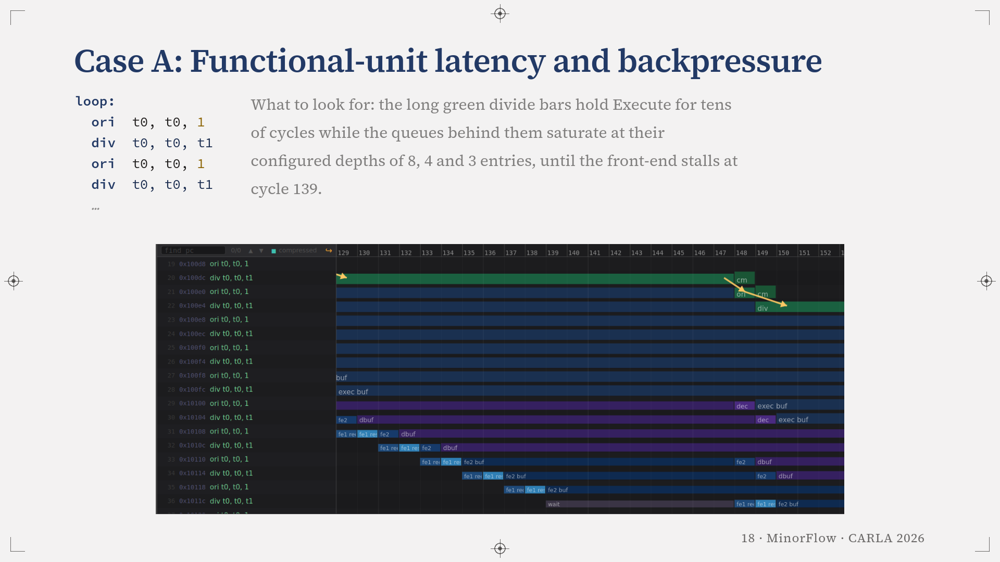 Case A: Functional-unit latency and backpressure
loop:
ori t0, t0, 1
div t0, t0, t1
ori t0, t0, 1
div t0, t0, t1
…
What to look for: the long green divide bars hold Execute for tens
of cycles while the queues behind them saturate at their
configured depths of 8, 4 and 3 entries, until the front-end stalls at
cycle 139.
find pc 0/0 ▲ ▼ compressed ↪ 129 130 131 132 133 134 135 136 137 138 139 140 141 142 143 144 145 146 147 148 149 150 151 152
19 0x100d8 ori t0, t0, 1
20 0x100dc div t0, t0, t1 cm
21 0x100e0 ori t0, t0, 1 ori cm
22 0x100e4 div t0, t0, t1 div
23 0x100e8 ori t0, t0, 1
24 0x100ec div t0, t0, t1
25 0x100f0 ori t0, t0, 1
26 0x100f4 div t0, t0, t1
27 0x100f8 ori t0, t0, 1 buf
28 0x100fc div t0, t0, t1 exec buf
29 0x10100 ori t0, t0, 1 dec exec buf
30 0x10104 div t0, t0, t1 fe2 dbuf dec exec buf
31 0x10108 ori t0, t0, 1 fe1 re fe1 re fe2 dbuf
32 0x1010c div t0, t0, t1 fe1 re fe1 re fe2 dbuf
33 0x10110 ori t0, t0, 1 fe1 re fe1 re fe2 buf fe2 dbuf
34 0x10114 div t0, t0, t1 fe1 re fe1 re fe2 buf fe2 dbuf
35 0x10118 ori t0, t0, 1 fe1 re fe1 re fe2 buf
36 0x1011c div t0, t0, t1 wait fe1 re fe1 re fe2 buf
18 · MinorFlow · CARLA 2026